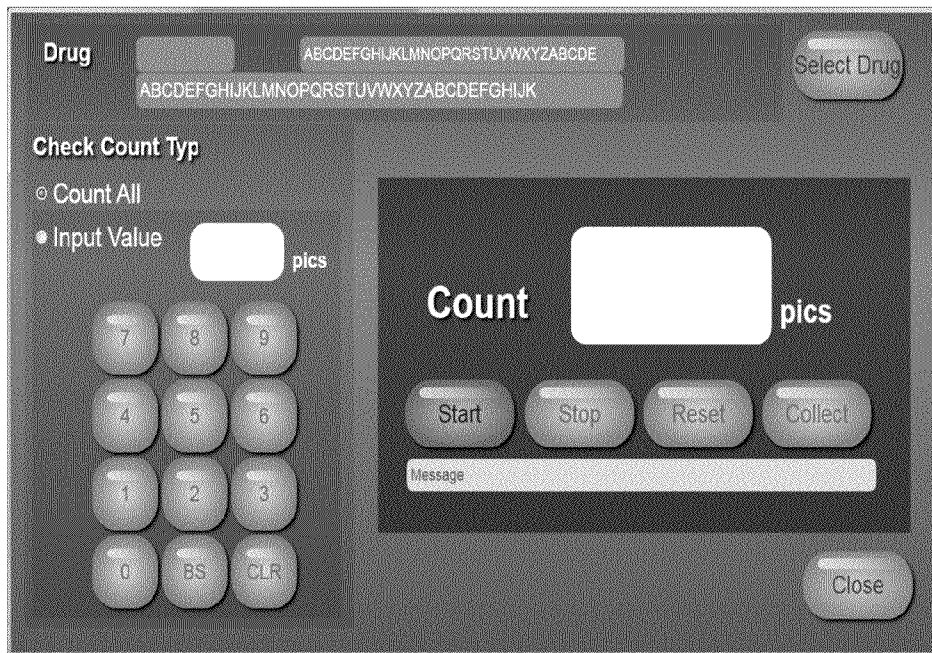 Drug
ABCDEFGHIJKLMNOPQRSTUVWXYZABCDE
Select Drug
ABCDEFGHIJKLMNOPQRSTUVWXYZABCDEFGHIJK
Check Count Typ
Count All
Input Value
pics
Count
pics
7 8 9
4 5 6
Start Stop Reset Collect
Message
1 2 3
0 BS CLR
Close